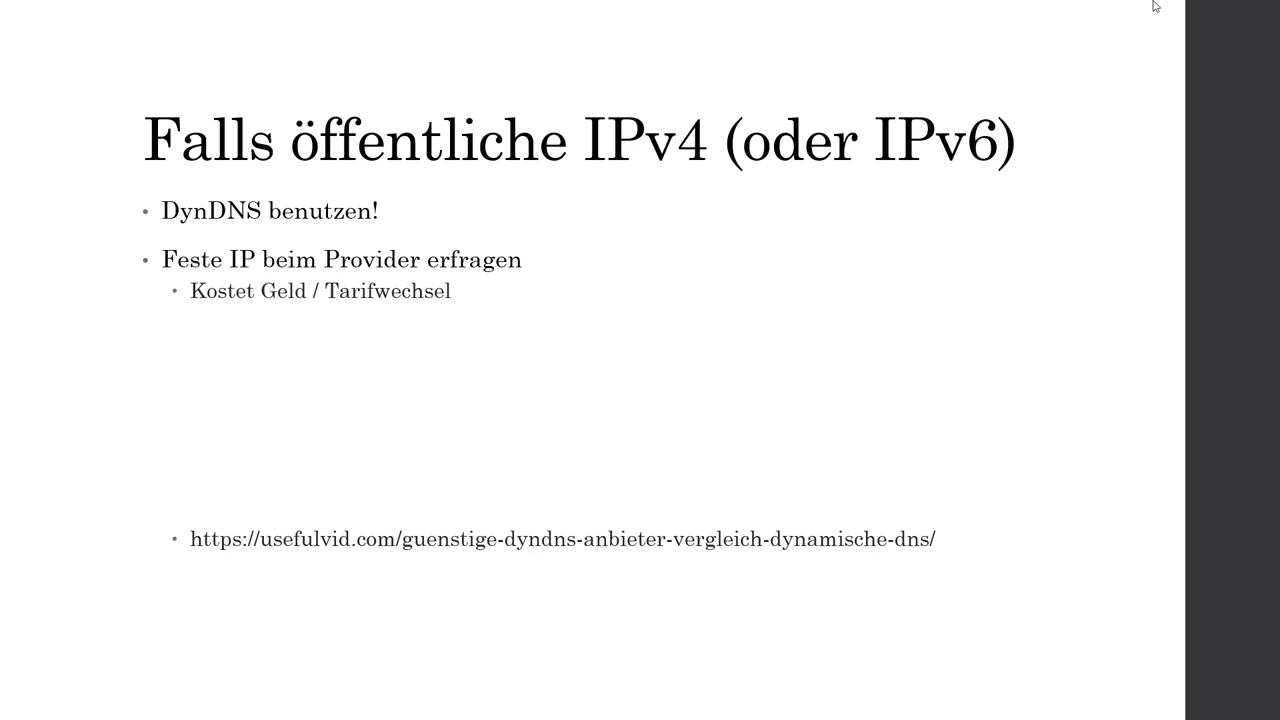 Falls öffentliche IPv4 (oder IPv6)
• DynDNS benutzen!
• Feste IP beim Provider erfragen
• Kostet Geld / Tarifwechsel
• https://usefulvid.com/guenstige-dyndns-anbieter-vergleich-dynamische-dns/